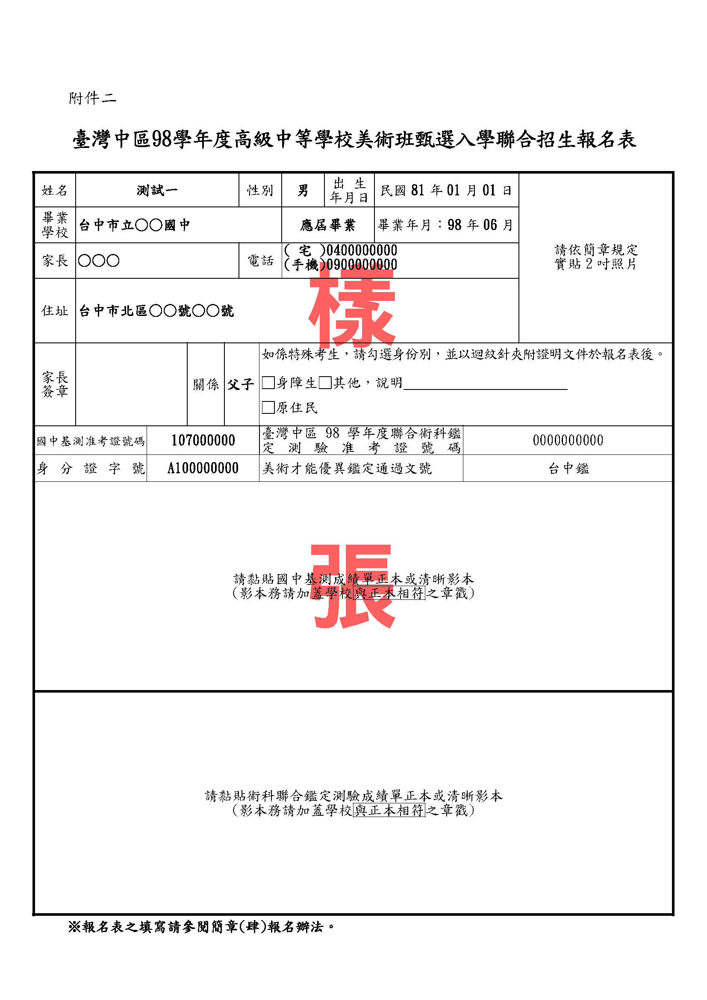 附件二
臺灣中區98學年度高級中等學校美術班甄選入學聯合招生報名表
姓名 測試一 性別 男 出生年月日 民國 81 年 01 月 01 日
畢業學校 台中市立○○國中 應屆畢業 畢業年月：98 年 06 月
家長 ○○○ 電話 (宅)0400000000
(手機)0900000000
請依簡章規定
實貼 2 吋照片
住址 台中市北區○○號○○號
樣
家長簽章 關係 父子
如係特殊考生，請勾選身份別，並以迴紋針夾附證明文件於報名表後。
□身障生□其他，說明
□原住民
國中基測准考證號碼 107000000 臺灣中區 98 學年度聯合術科鑑定測驗准考證號碼 0000000000
身分證字號 A100000000 美術才能優異鑑定通過文號 台中鑑
張
請黏貼國中基測成績單正本或清晰影本
(影本務請加蓋學校與正本相符之章戳)
請黏貼術科聯合鑑定測驗成績單正本或清晰影本
(影本務請加蓋學校與正本相符之章戳)
※報名表之填寫請參閱簡章(肆)報名辦法。